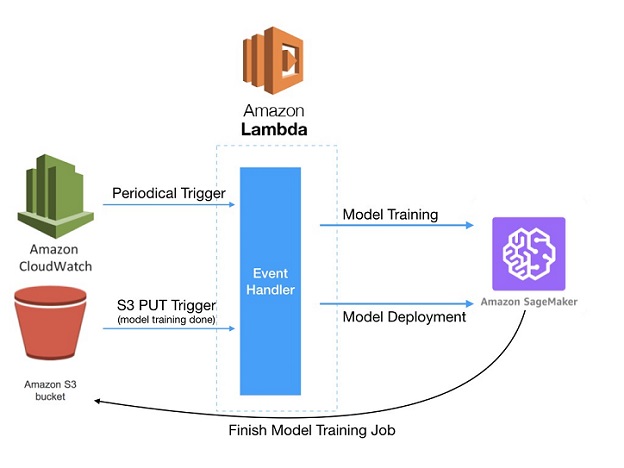 Amazon
Lambda
Periodical Trigger
Amazon
CloudWatch
Model Training
Event
Handler
S3 PUT Trigger
(model training done)
Model Deployment
Amazon SageMaker
Amazon S3
bucket
Finish Model Training Job